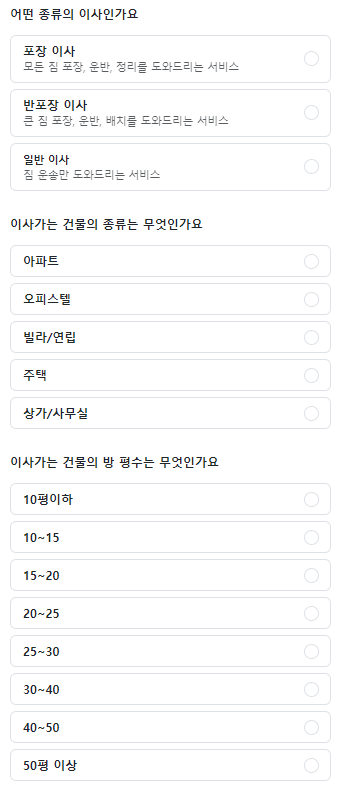 어떤 종류의 이사인가요
포장 이사
모든 짐 포장, 운반, 정리를 도와드리는 서비스
반포장 이사
큰 짐 포장, 운반, 배치를 도와드리는 서비스
일반 이사
짐 운송만 도와드리는 서비스
이사가는 건물의 종류는 무엇인가요
아파트
오피스텔
빌라/연립
주택
상가/사무실
이사가는 건물의 방 평수는 무엇인가요
10평이하
10~15
15~20
20~25
25~30
30~40
40~50
50평 이상